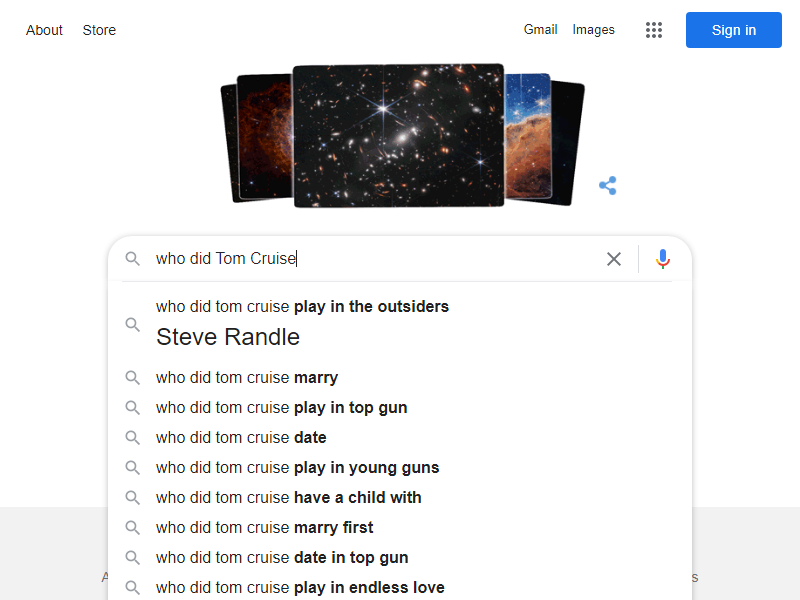 About Store Gmail Images Sign in
who did Tom Cruise
who did tom cruise play in the outsiders
Steve Randle
who did tom cruise marry
who did tom cruise play in top gun
who did tom cruise date
who did tom cruise play in young guns
who did tom cruise have a child with
who did tom cruise marry first
who did tom cruise date in top gun
who did tom cruise play in endless love